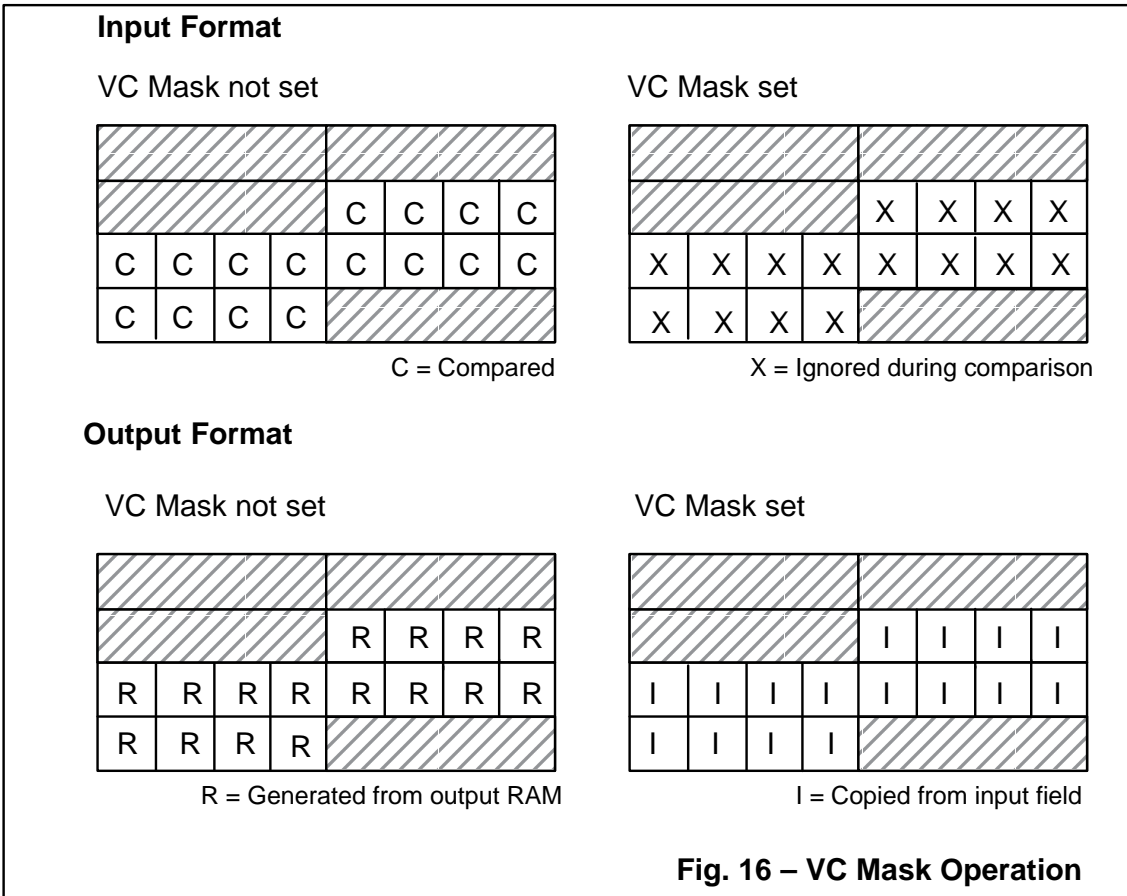 Input Format
VC Mask not set
VC Mask set
C C C C
C C C C C C C C
C C C C
C = Compared
X X X X
X X X X X X X X
X X X X
X = Ignored during comparison
Output Format
VC Mask not set
VC Mask set
R R R R
R R R R R R R R
R R R R
R = Generated from output RAM
I I I I
I I I I I I I I
I I I I
I = Copied from input field
Fig. 16 – VC Mask Operation